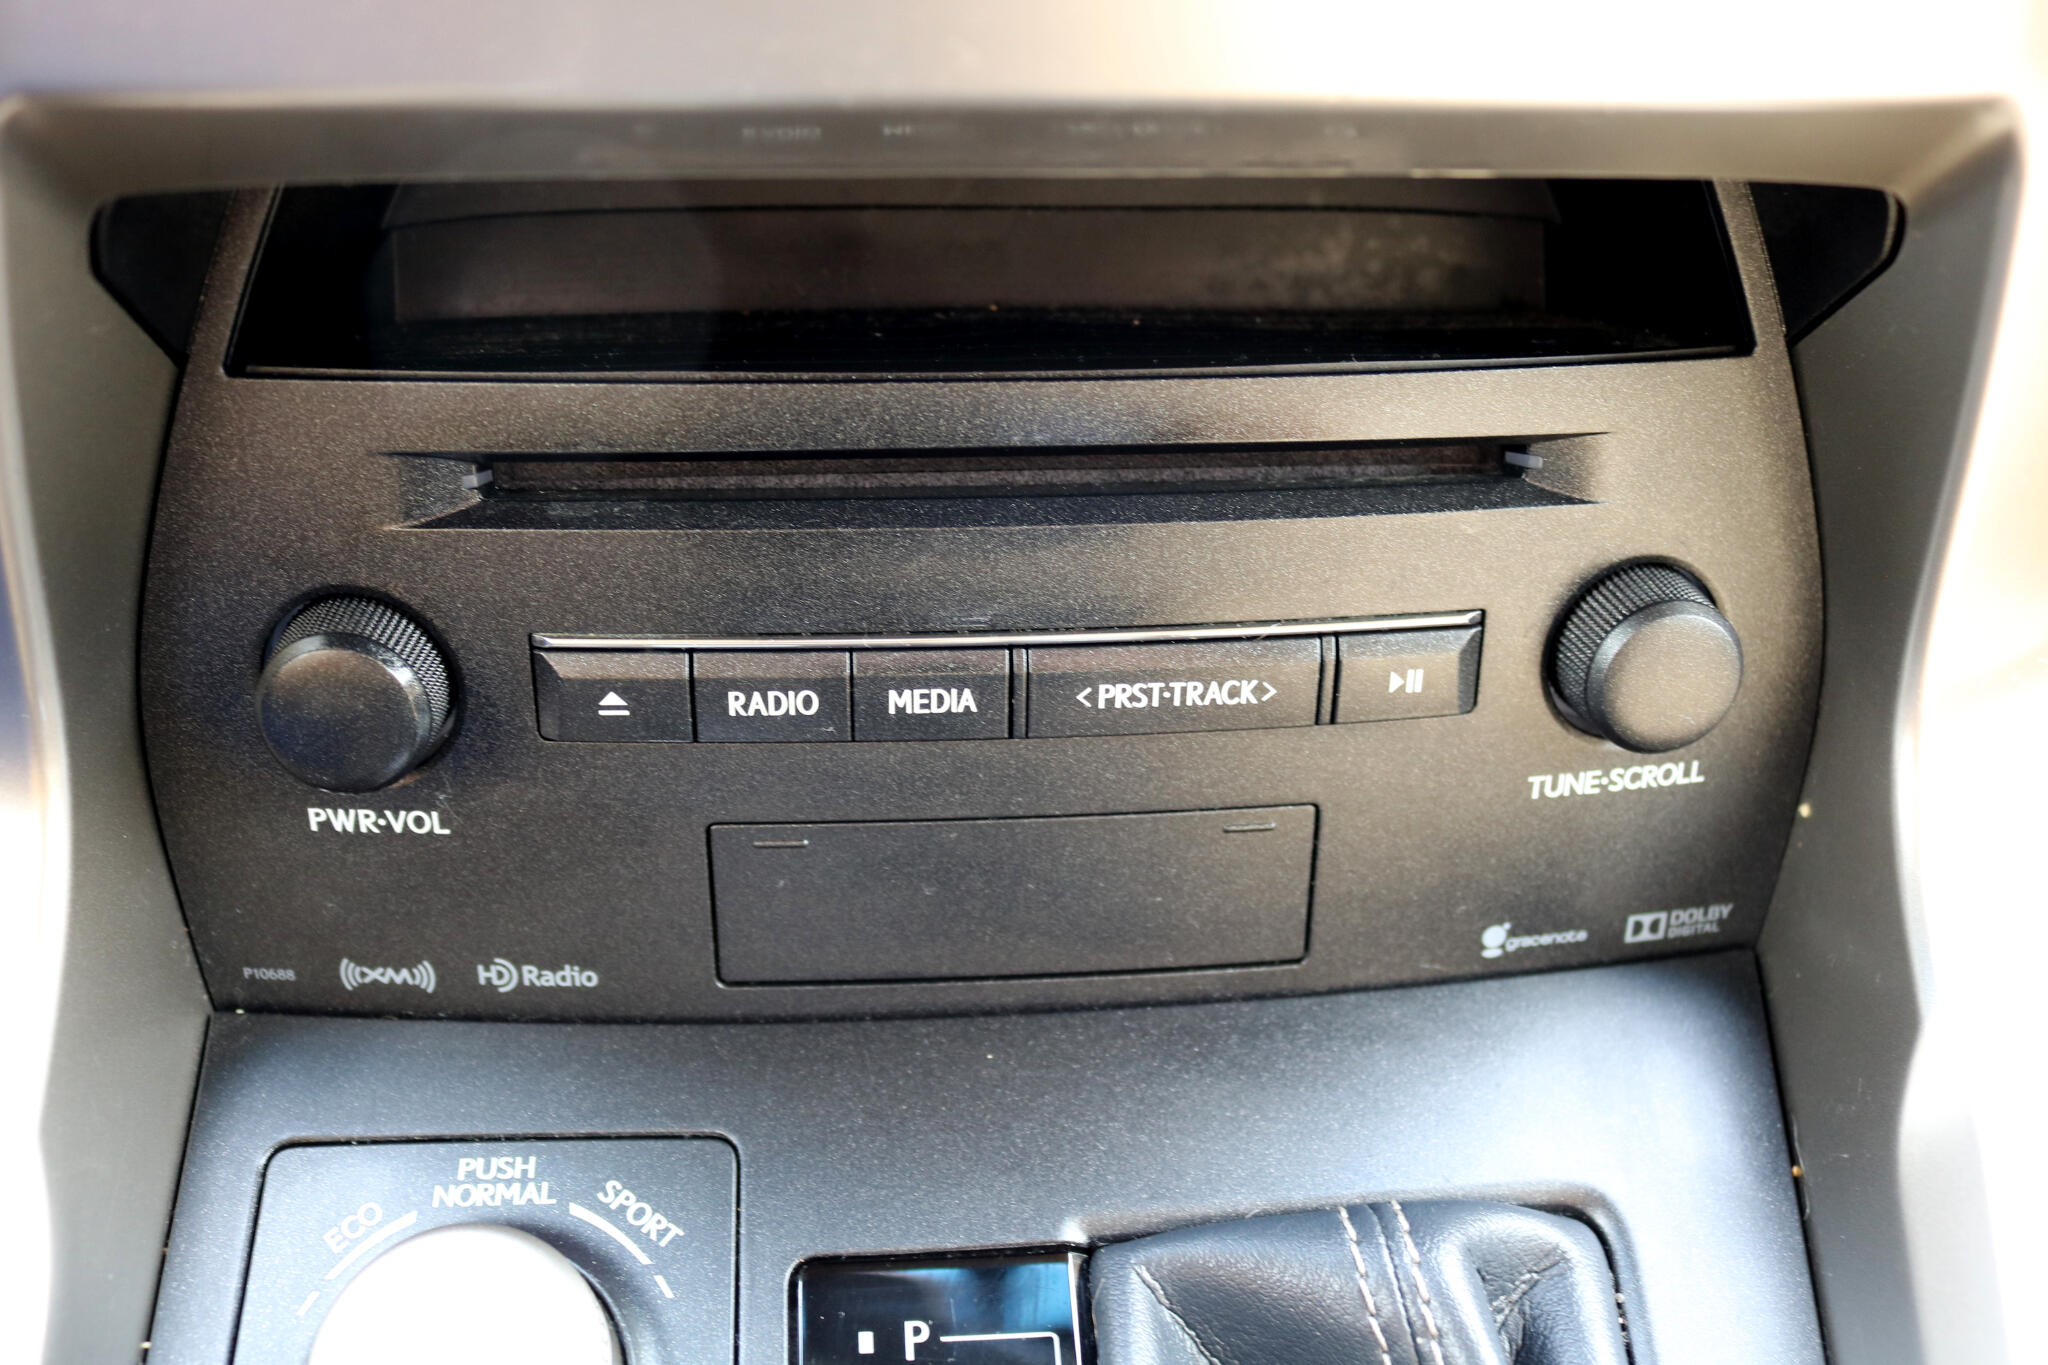 RADIO
MEDIA
<PRST·TRACK>
PWR·VOL
TUNE·SCROLL
P10688
((XM))
HD Radio
gracenote
DOLBY
DIGITAL
PUSH
NORMAL
ECO
SPORT
P